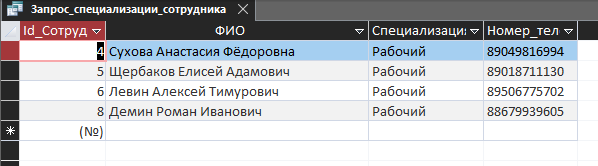 Запрос_специализации_сотрудника
Id_Сотруд ФИО Специализация Номер_тел
4 Сухова Анастасия Фёдоровна Рабочий 89049816994
5 Щербаков Елисей Адамович Рабочий 89018711130
6 Левин Алексей Тимурович Рабочий 89506775702
8 Демин Роман Иванович Рабочий 88679939605
(№)